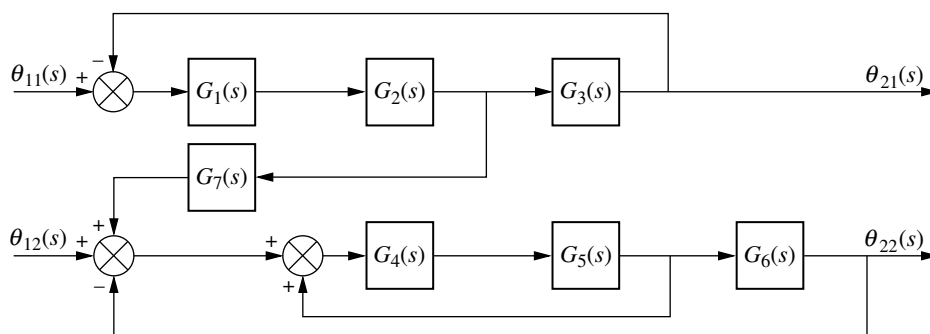 −
θ₁₁(s) + G₁(s) G₂(s) G₃(s) θ₂₁(s)
G₇(s)
+
θ₁₂(s) + + G₄(s) G₅(s) G₆(s) θ₂₂(s)
− +